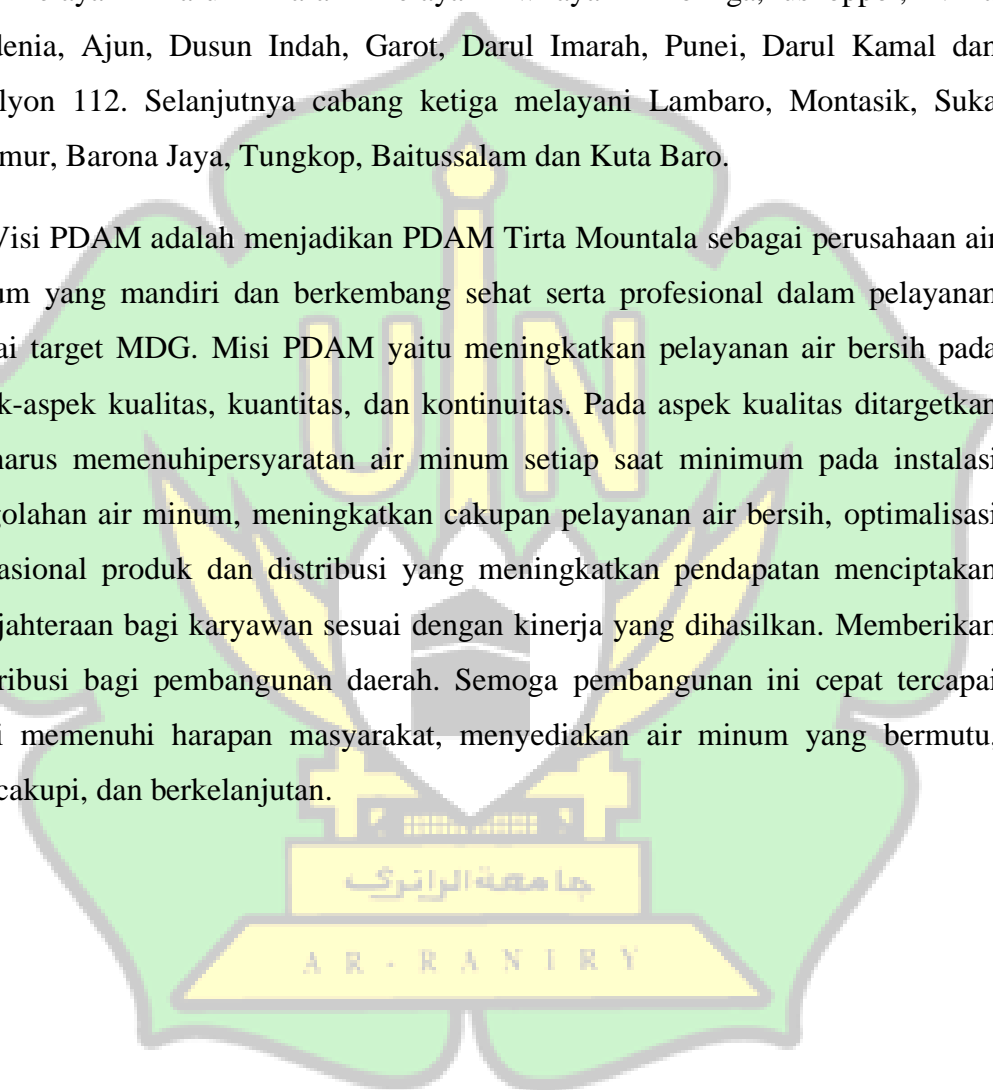 denia, Ajun, Dusun Indah, Garot, Darul Imarah, Punei, Darul Kamal dan
lyon 112. Selanjutnya cabang ketiga melayani Lambaro, Montasik, Suka
mur, Barona Jaya, Tungkop, Baitussalam dan Kuta Baro.
Visi PDAM adalah menjadikan PDAM Tirta Mountala sebagai perusahaan air
um yang mandiri dan berkembang sehat serta profesional dalam pelayanan
ai target MDG. Misi PDAM yaitu meningkatkan pelayanan air bersih pada
k-aspek kualitas, kuantitas, dan kontinuitas. Pada aspek kualitas ditargetkan
harus memenuhipersyaratan air minum setiap saat minimum pada instalasi
golahan air minum, meningkatkan cakupan pelayanan air bersih, optimalisasi
asional produk dan distribusi yang meningkatkan pendapatan menciptakan
jahteraan bagi karyawan sesuai dengan kinerja yang dihasilkan. Memberikan
ribusi bagi pembangunan daerah. Semoga pembangunan ini cepat tercapai
i memenuhi harapan masyarakat, menyediakan air minum yang bermutu,
cakupi, dan berkelanjutan.
UIN
جامعة الرانري
AR-RANIRY